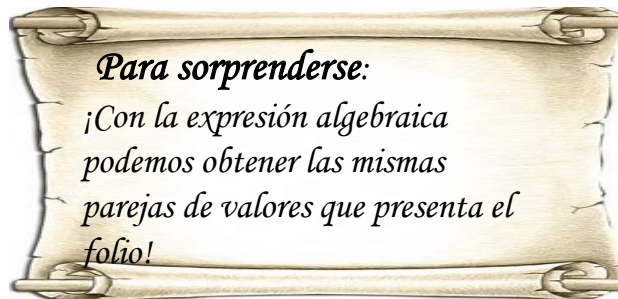 Para sorprenderse:
¡Con la expresión algebraica
podemos obtener las mismas
parejas de valores que presenta el
folio!